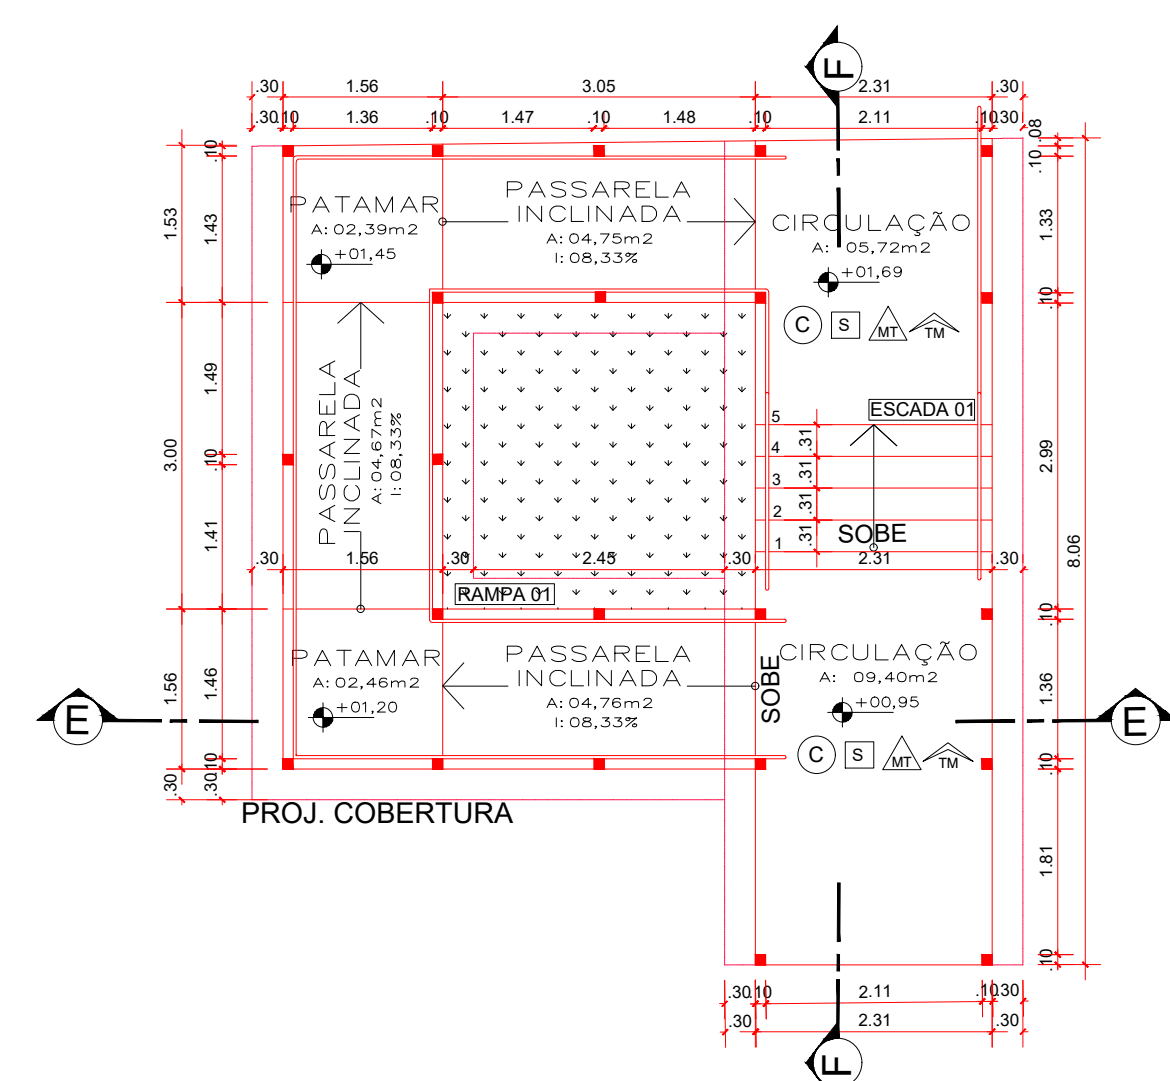 F
.30
1.56
3.05
2.31
.30
.30
.10
1.36
.10
1.47
.10
1.48
.10
2.11
.10
.30
.08
.10
.10
1.53
1.43
1.33
PATAMAR
A: 02,39m2
+01,45
PASSARELA
INCLINADA
A: 04,75m2
I: 08,33%
CIRCULAÇÃO
A: 05,72m2
+01,69
.10
C
S
MT
TM
1.49
3.00
.10
1.41
PASSARELA
INCLINADA
A: 04,67m2
I: 08,33%
ESCADA 01
5
4
3
2
1
.31
.31
.31
.31
SOBE
2.99
8.06
.30
1.56
.30
2.45
.30
2.31
.30
RAMPA 01
.10
PATAMAR
A: 02,46m2
+01,20
PASSARELA
INCLINADA
A: 04,76m2
I: 08,33%
SOBE
CIRCULAÇÃO
A: 09,40m2
+00,95
1.56
1.46
1.36
E
E
C
S
MT
TM
.10
.10
.30
.30
PROJ. COBERTURA
1.81
.10
.30
.10
2.11
.10
.30
.30
2.31
.30
F